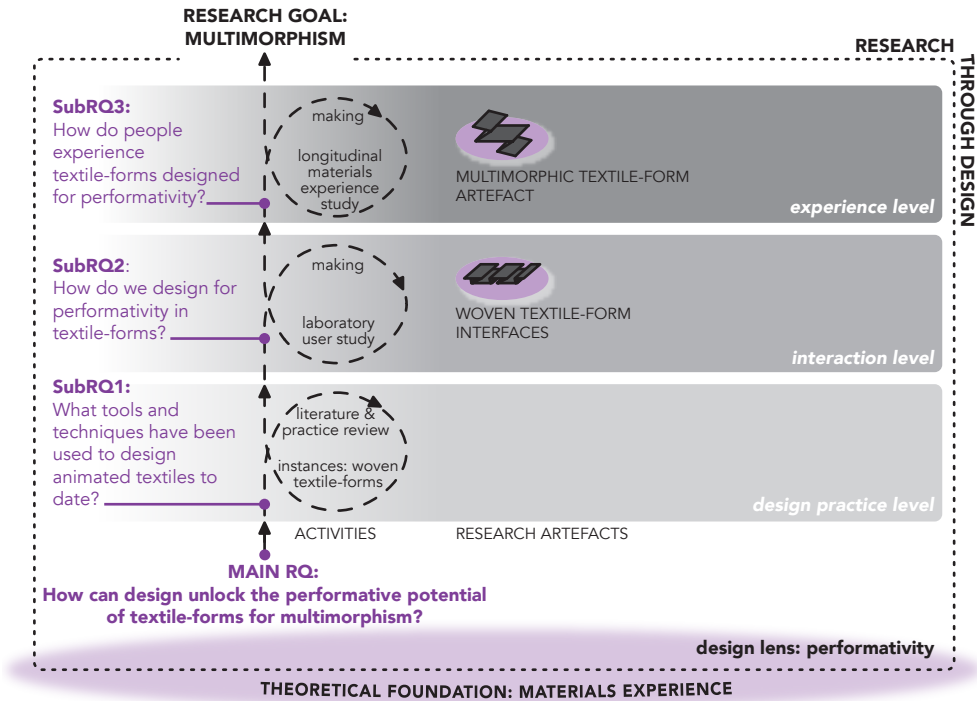 RESEARCH GOAL:
MULTIMORPHISM
RESEARCH
THROUGH DESIGN
SubRQ3:
How do people
experience
textile-forms designed
for performativity?
making
longitudinal
materials
experience
study
MULTIMORPHIC TEXTILE-FORM
ARTEFACT
experience level
SubRQ2:
How do we design for
performativity in
textile-forms?
making
laboratory
user study
WOVEN TEXTILE-FORM
INTERFACES
interaction level
SubRQ1:
What tools and
techniques have been
used to design
animated textiles to
date?
literature &
practice review
instances: woven
textile-forms
design practice level
ACTIVITIES
RESEARCH ARTEFACTS
MAIN RQ:
How can design unlock the performative potential
of textile-forms for multimorphism?
design lens: performativity
THEORETICAL FOUNDATION: MATERIALS EXPERIENCE